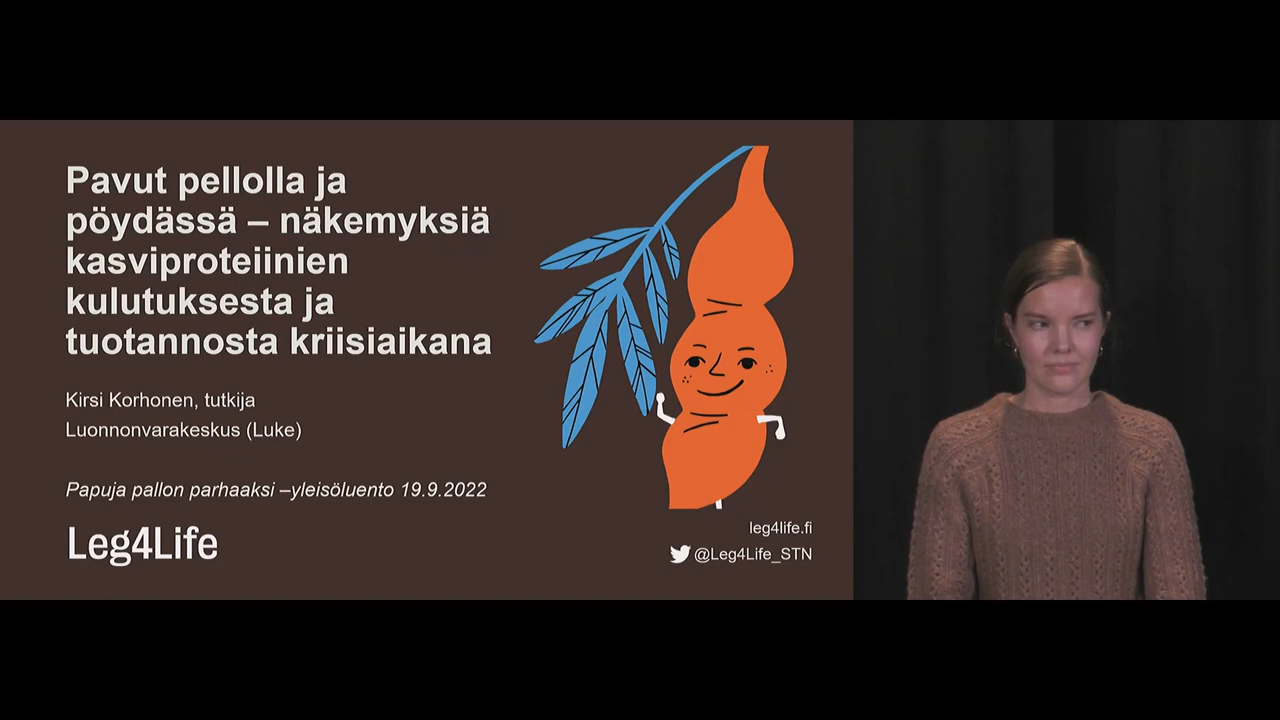 Pavut pellolla ja
pöydässä – näkemyksiä
kasviproteiinien
kulutuksesta ja
tuotannosta kriisiaikana
Kirsi Korhonen, tutkija
Luonnonvarakeskus (Luke)
Papuja pallon parhaaksi –yleisöluento 19.9.2022
Leg4Life
leg4life.fi
@Leg4Life_STN